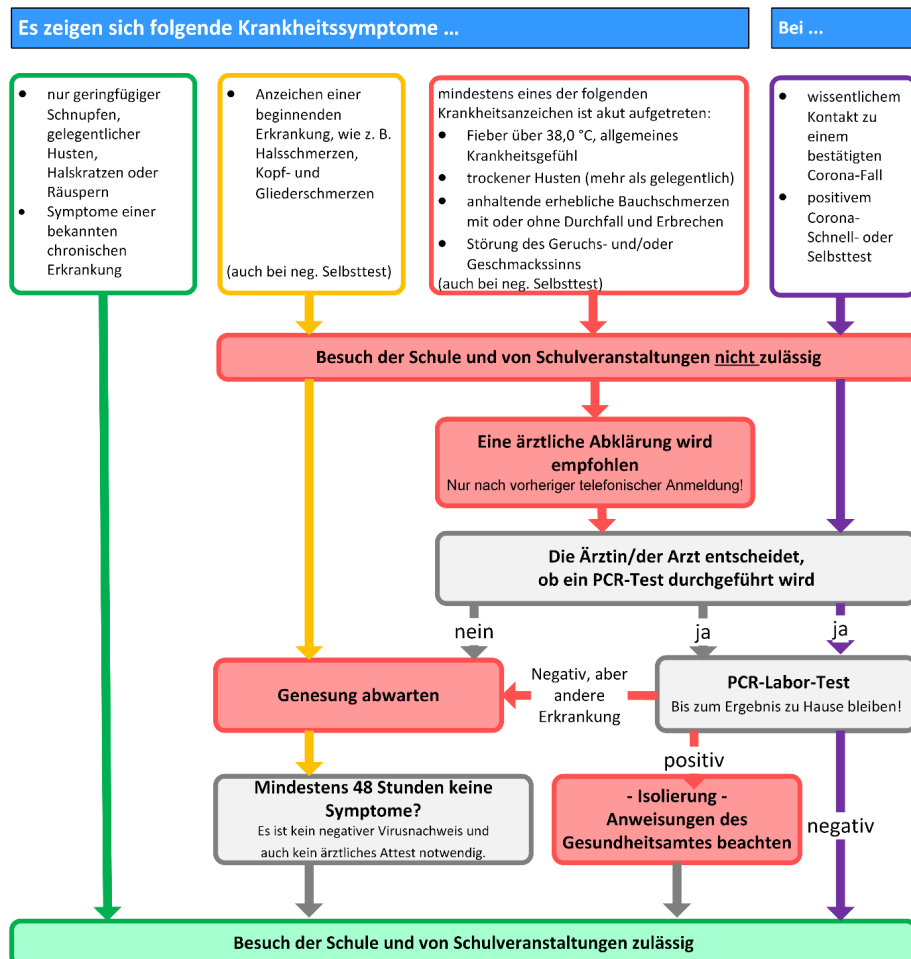 Es zeigen sich folgende Krankheitssymptome ...
Bei ...
● nur geringfügiger
Schnupfen,
gelegentlicher
Husten,
Halskratzen oder
Räuspern
● Symptome einer
bekannten
chronischen
Erkrankung
● Anzeichen einer
beginnenden
Erkrankung, wie z. B.
Halsschmerzen,
Kopf- und
Gliederschmerzen
(auch bei neg. Selbsttest)
mindestens eines der folgenden
Krankheitsanzeichen ist akut aufgetreten:
● Fieber über 38,0 °C, allgemeines
Krankheitsgefühl
● trockener Husten (mehr als gelegentlich)
● anhaltende erhebliche Bauchschmerzen
mit oder ohne Durchfall und Erbrechen
● Störung des Geruchs- und/oder
Geschmackssinns
(auch bei neg. Selbsttest)
● wissentlichem
Kontakt zu
einem
bestätigten
Corona-Fall
● positivem
Corona-
Schnell- oder
Selbsttest
Besuch der Schule und von Schulveranstaltungen nicht zulässig
Eine ärztliche Abklärung wird
empfohlen
Nur nach vorheriger telefonischer Anmeldung!
Die Ärztin/der Arzt entscheidet,
ob ein PCR-Test durchgeführt wird
nein
ja
ja
Genesung abwarten
Negativ, aber
andere
Erkrankung
PCR-Labor-Test
Bis zum Ergebnis zu Hause bleiben!
positiv
Mindestens 48 Stunden keine
Symptome?
Es ist kein negativer Virusnachweis und
auch kein ärztliches Attest notwendig.
- Isolierung -
Anweisungen des
Gesundheitsamtes beachten
negativ
Besuch der Schule und von Schulveranstaltungen zulässig